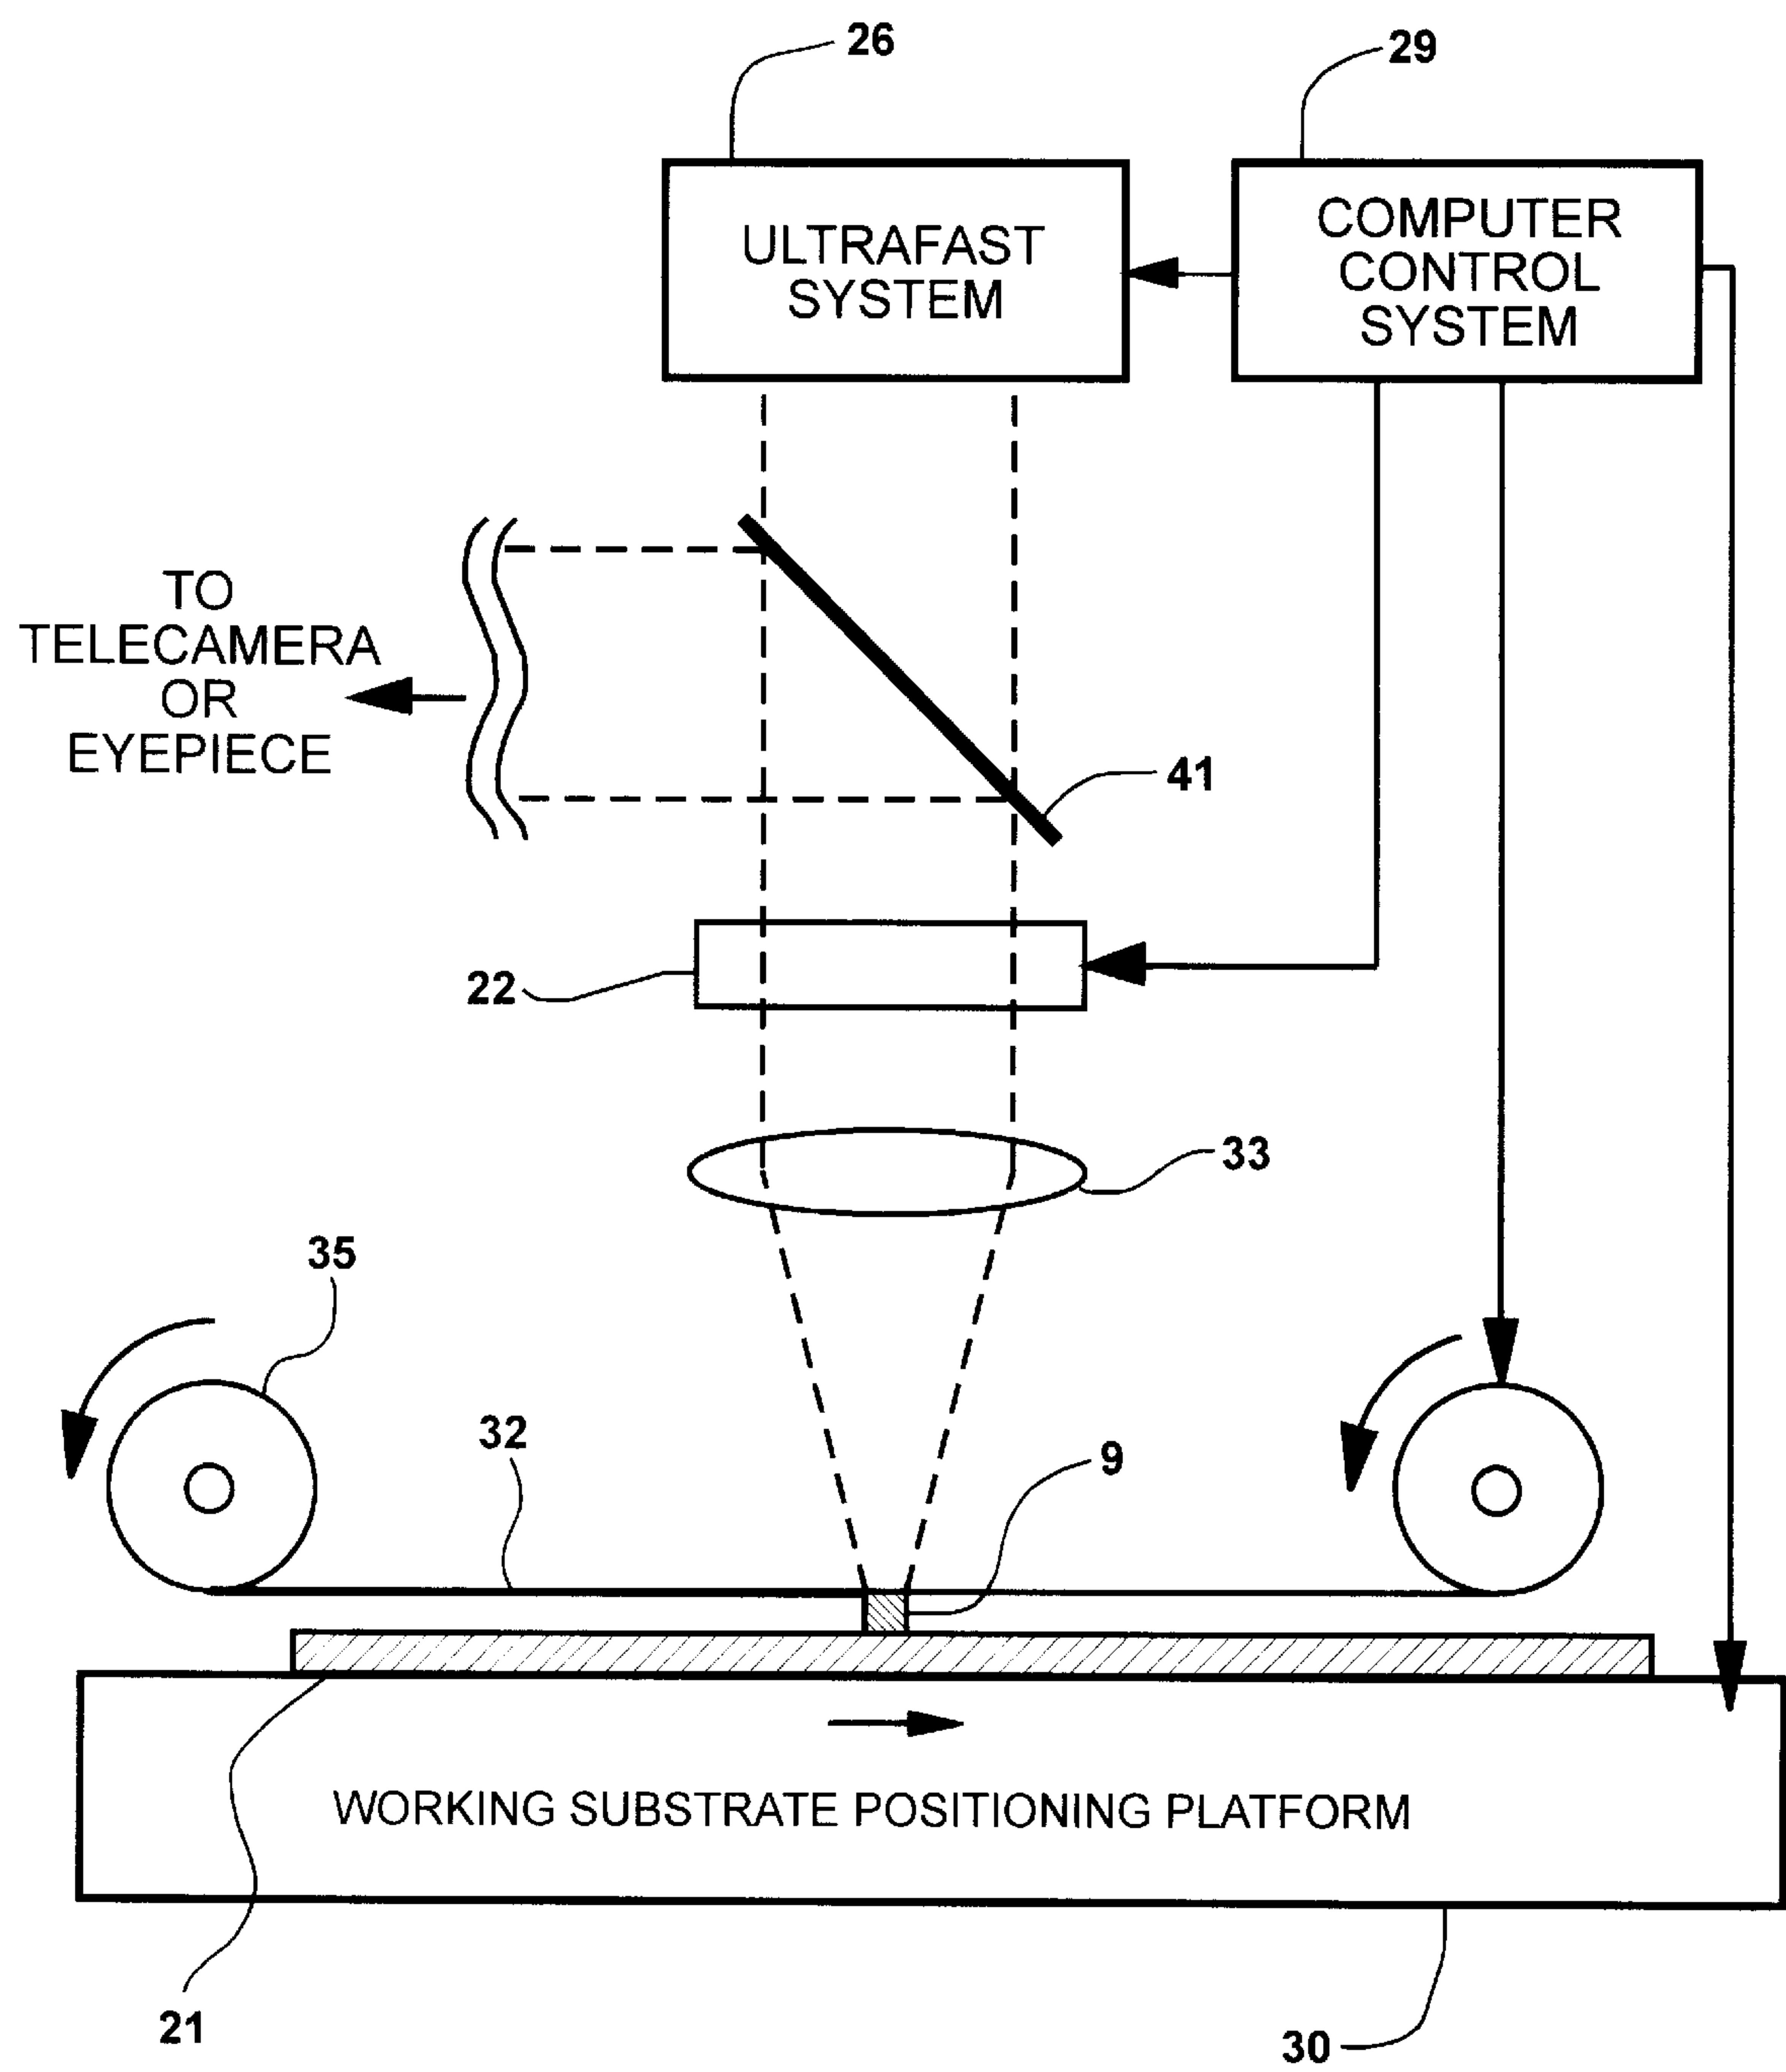 26
29
ULTRAFAST
SYSTEM
COMPUTER
CONTROL
SYSTEM
TO
TELECAMERA
OR
EYEPIECE
41
22
33
35
32
9
WORKING SUBSTRATE POSITIONING PLATFORM
21
30